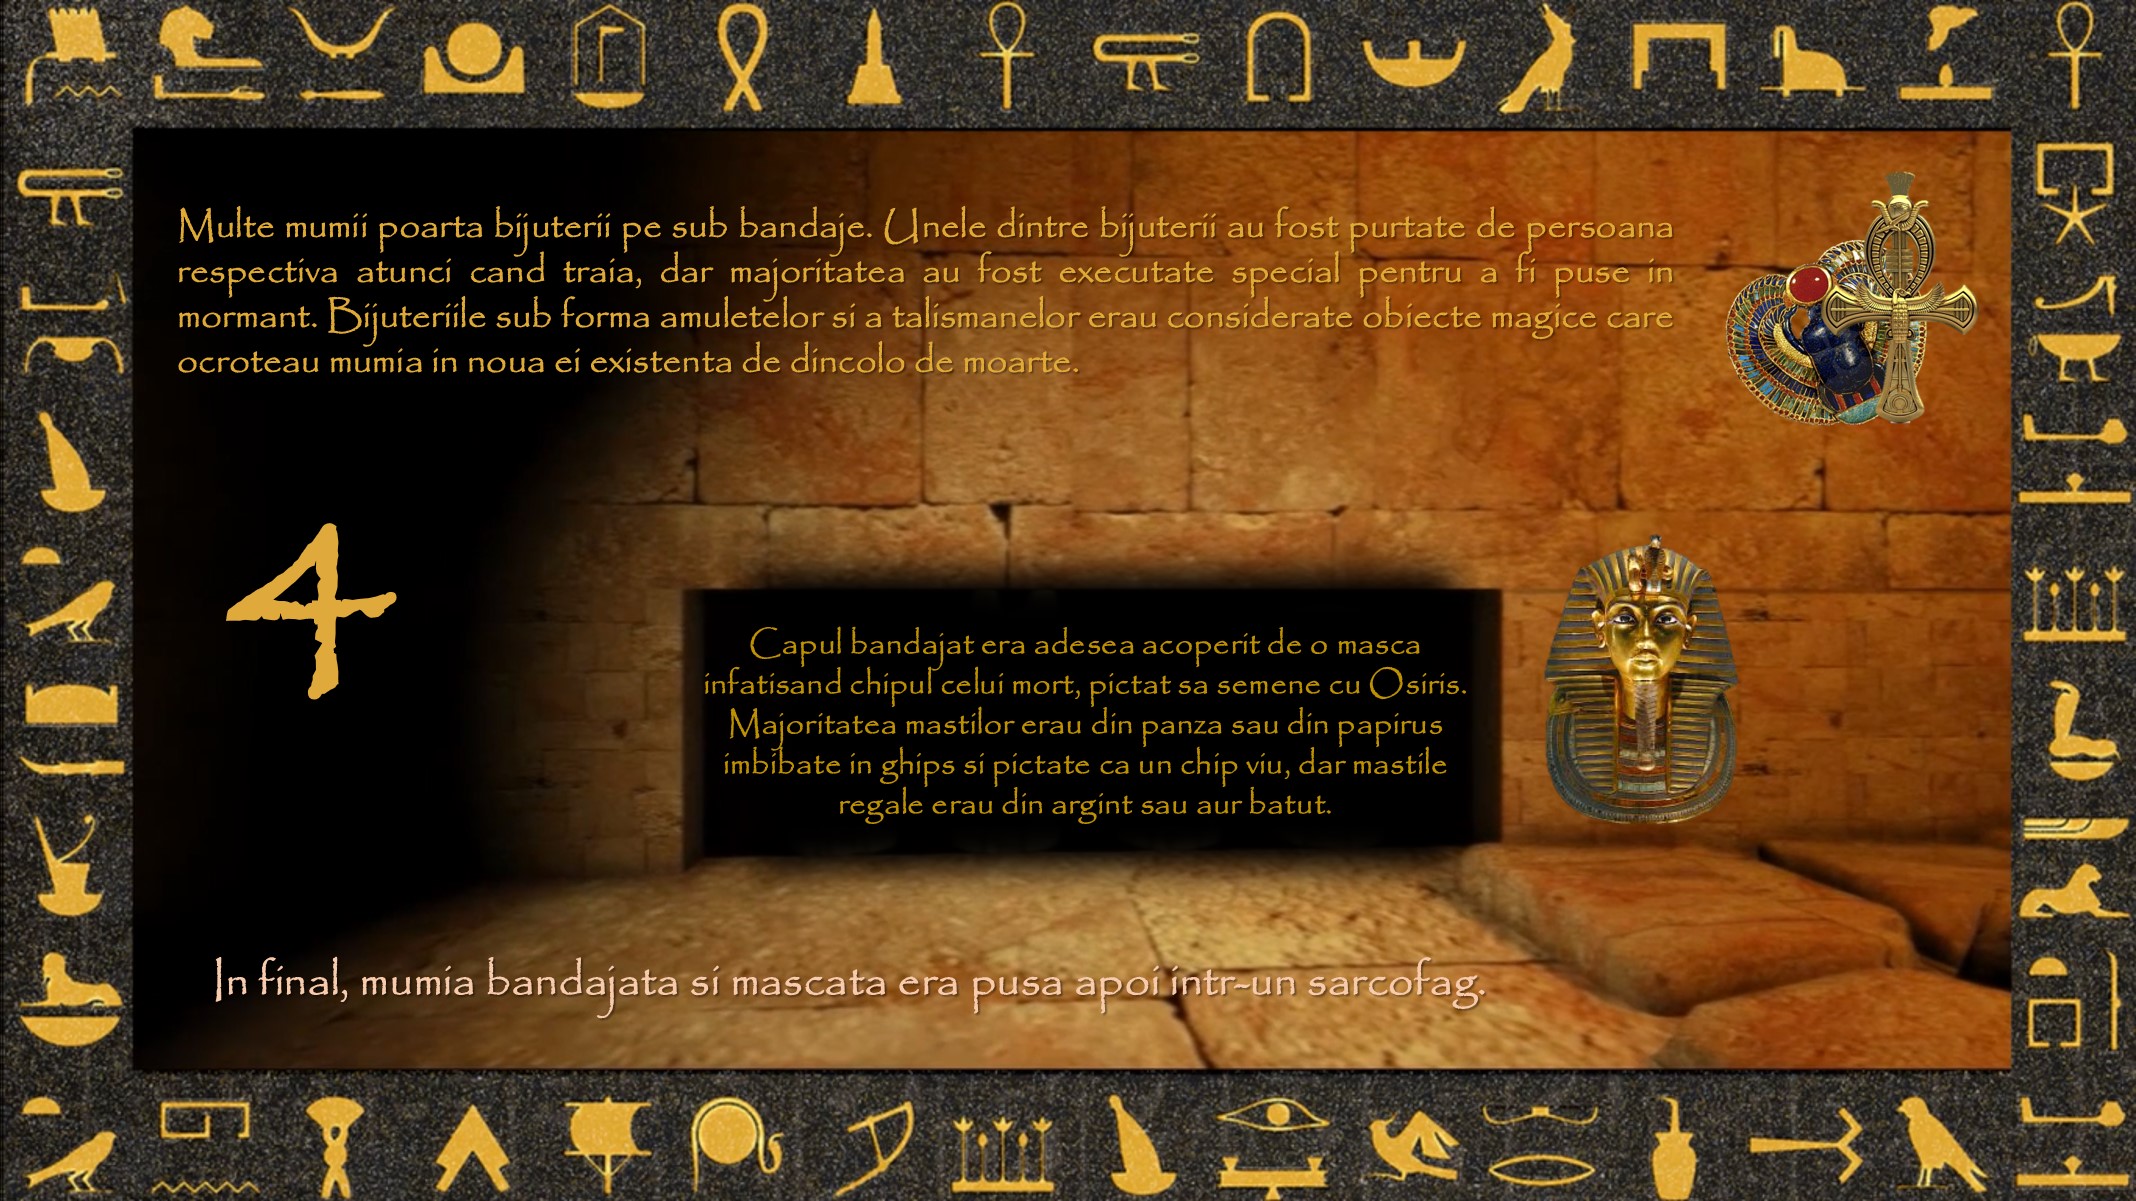 Multe mumii poarta bijuterii pe sub bandaje. Unele dintre bijuterii au fost purtate de persoana
respectiva atunci cand traia, dar majoritatea au fost executate special pentru a fi puse in
mormant. Bijuteriile sub forma amuletelor si a talismanelor erau considerate obiecte magice care
ocroteau mumia in noua ei existenta de dincolo de moarte.
4
Capul bandajat era adesea acoperit de o masca
infatisand chipul celui mort, pictat sa semene cu Osiris.
Majoritatea mastilor erau din panza sau din papirus
imbibate in ghips si pictate ca un chip viu, dar mastile
regale erau din argint sau aur batut.
In final, mumia bandajata si mascata era pusa apoi intr-un sarcofag.